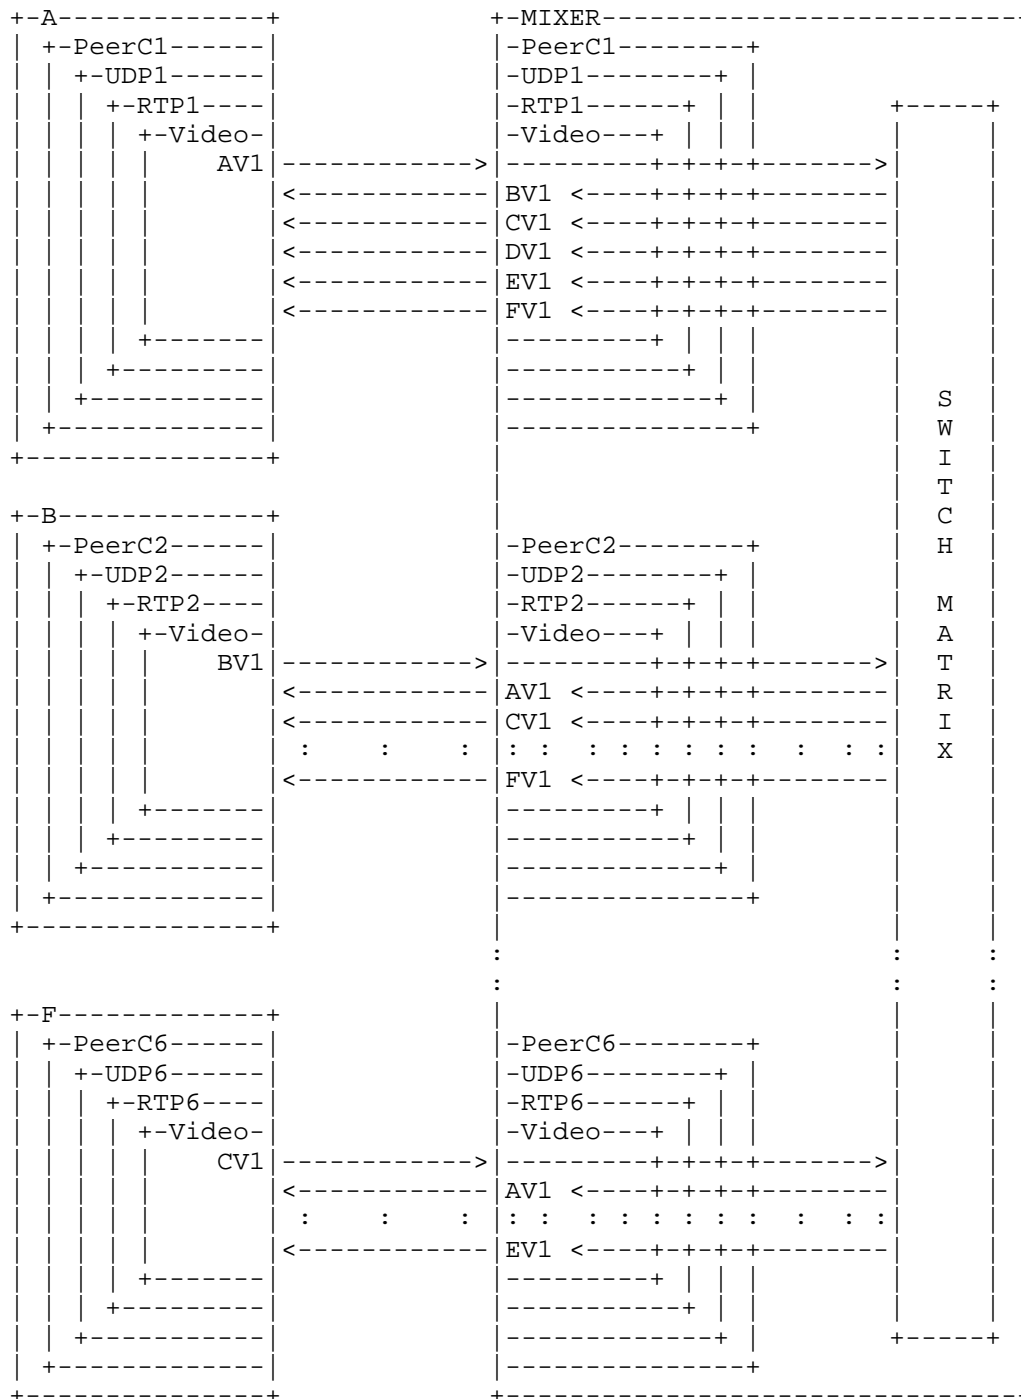 A MIXER
PeerC1 PeerC1
UDP1 UDP1
RTP1 RTP1
Video Video
AV1
BV1
CV1
DV1
EV1
FV1
S
W
I
T
B C
PeerC2 PeerC2 H
UDP2 UDP2
RTP2 RTP2 M
Video Video A
BV1 T
AV1 R
CV1 I
X
FV1
F
PeerC6 PeerC6
UDP6 UDP6
RTP6 RTP6
Video Video
CV1
AV1
EV1